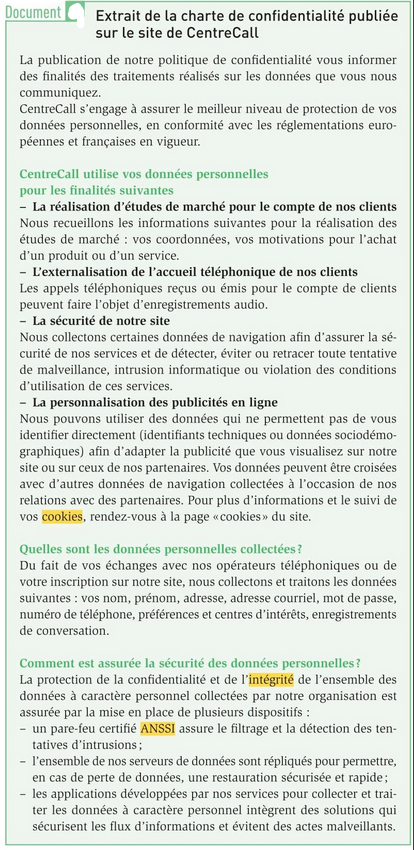 Document
Extrait de la charte de confidentialité publiée
sur le site de CentreCall
La publication de notre politique de confidentialité vous informer
des finalités des traitements réalisés sur les données que vous nous
communiquez.
CentreCall s'engage à assurer le meilleur niveau de protection de vos
données personnelles, en conformité avec les réglementations euro-
péennes et françaises en vigueur.
CentreCall utilise vos données personnelles
pour les finalités suivantes
– La réalisation d'études de marché pour le compte de nos clients
Nous recueillons les informations suivantes pour la réalisation des
études de marché : vos coordonnées, vos motivations pour l'achat
d'un produit ou d'un service.
– L'externalisation de l'accueil téléphonique de nos clients
Les appels téléphoniques reçus ou émis pour le compte de clients
peuvent faire l'objet d'enregistrements audio.
– La sécurité de notre site
Nous collectons certaines données de navigation afin d'assurer la sé-
curité de nos services et de détecter, éviter ou retracer toute tentative
de malveillance, intrusion informatique ou violation des conditions
d'utilisation de ces services.
– La personnalisation des publicités en ligne
Nous pouvons utiliser des données qui ne permettent pas de vous
identifier directement (identifiants techniques ou données sociodémo-
graphiques) afin d'adapter la publicité que vous visualisez sur notre
site ou sur ceux de nos partenaires. Vos données peuvent être croisées
avec d'autres données de navigation collectées à l'occasion de nos
relations avec des partenaires. Pour plus d'informations et le suivi de
vos cookies, rendez-vous à la page «cookies» du site.
Quelles sont les données personnelles collectées ?
Du fait de vos échanges avec nos opérateurs téléphoniques ou de
votre inscription sur notre site, nous collectons et traitons les données
suivantes : vos nom, prénom, adresse, adresse courriel, mot de passe,
numéro de téléphone, préférences et centres d'intérêts, enregistrements
de conversation.
Comment est assurée la sécurité des données personnelles ?
La protection de la confidentialité et de l'intégrité de l'ensemble des
données à caractère personnel collectées par notre organisation est
assurée par la mise en place de plusieurs dispositifs :
– un pare-feu certifié ANSSI assure le filtrage et la détection des ten-
tatives d'intrusions ;
– l'ensemble de nos serveurs de données sont répliqués pour permettre,
en cas de perte de données, une restauration sécurisée et rapide ;
– les applications développées par nos services pour collecter et trai-
ter les données à caractère personnel intègrent des solutions qui
sécurisent les flux d'informations et évitent des actes malveillants.